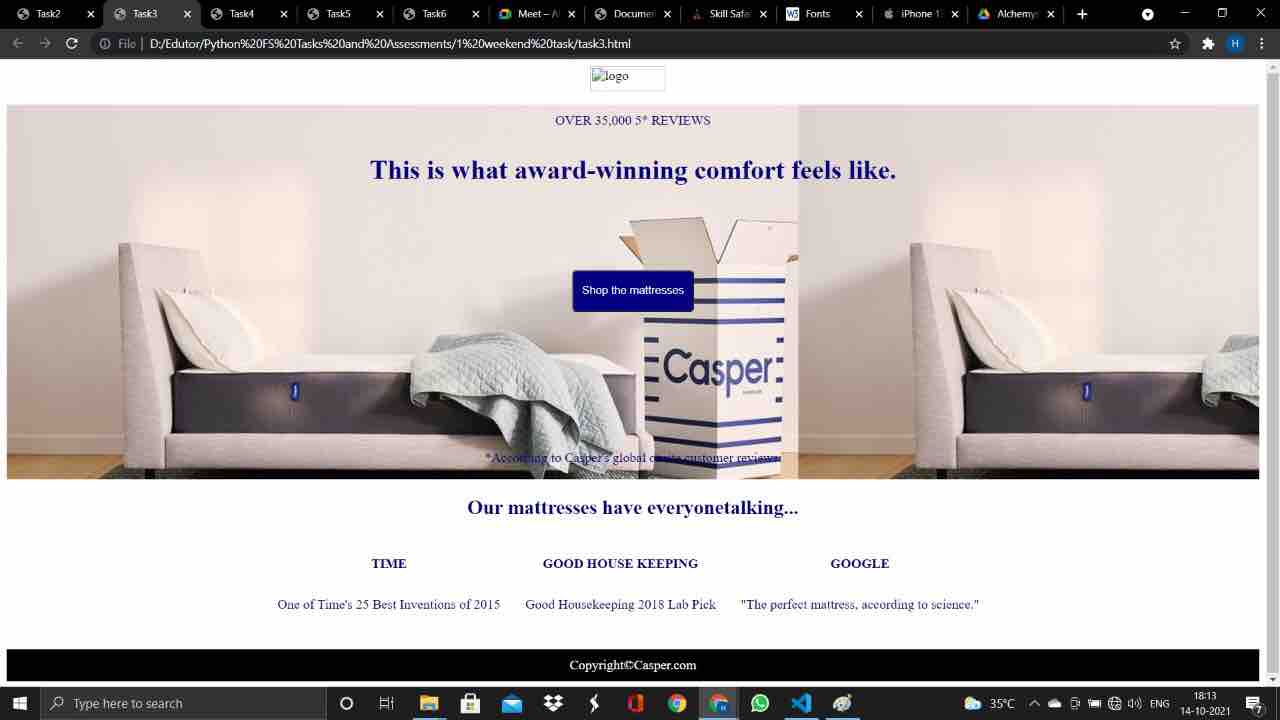 Task2
Task3
Task4
Task5
Task6
Meet – A
Documen
Skill Safa
Fonts
iPhone 1
Alchemys
File | D:/Edutor/Python%20FS%20Tasks%20and%20Assessments/1%20weekend%20task/task3.html
H
logo
OVER 35,000 5* REVIEWS
This is what award-winning comfort feels like.
Shop the mattresses
Casper
*According to Casper's global customer reviews
Our mattresses have everyonetalking...
TIME GOOD HOUSE KEEPING GOOGLE
One of Time's 25 Best Inventions of 2015 Good Housekeeping 2018 Lab Pick "The perfect mattress, according to science."
Copyright©Casper.com
Type here to search
35°C
ENG
18:13
14-10-2021
7